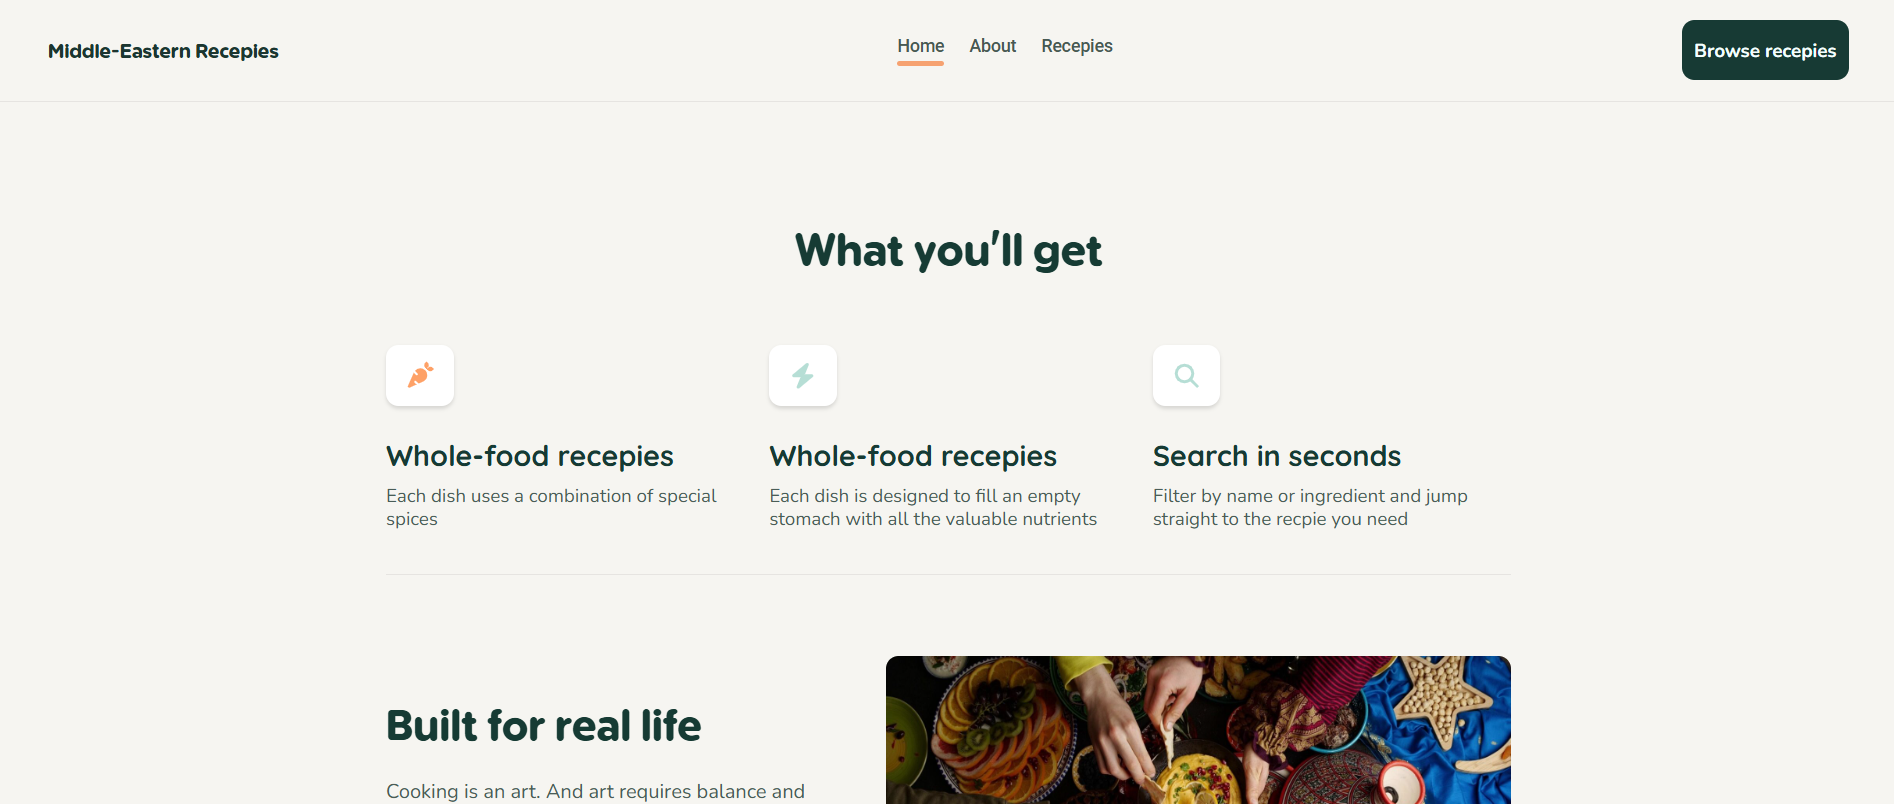 Middle-Eastern Recepies
Home About Recepies
Browse recepies
What you'll get
Whole-food recepies
Each dish uses a combination of special
spices
Whole-food recepies
Each dish is designed to fill an empty
stomach with all the valuable nutrients
Search in seconds
Filter by name or ingredient and jump
straight to the recpie you need
Built for real life
Cooking is an art. And art requires balance and